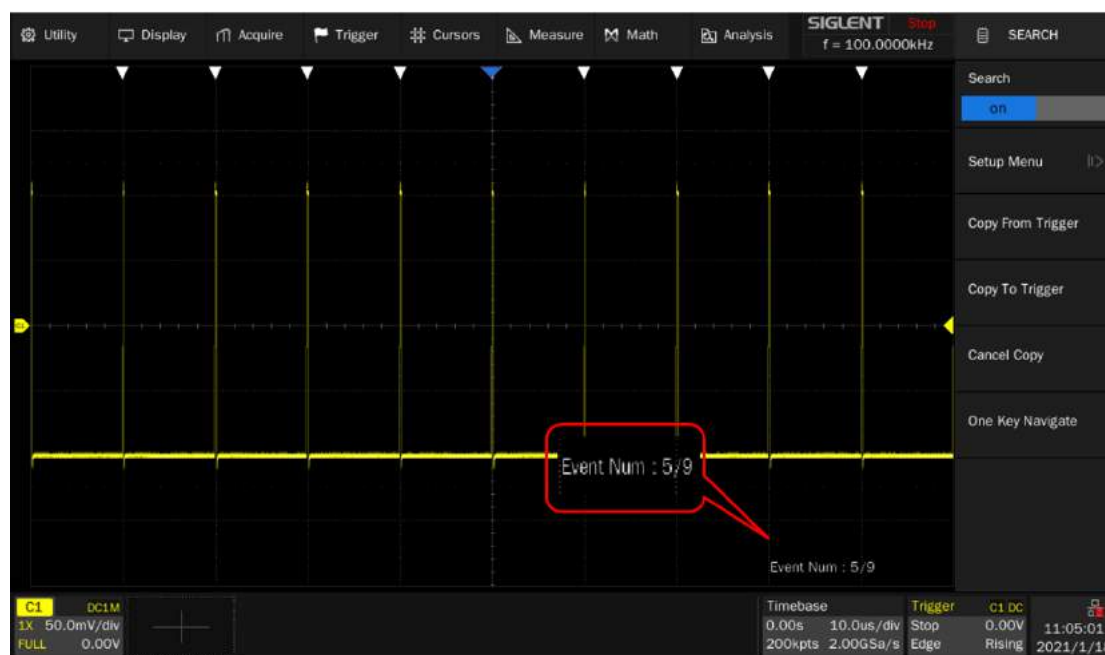 Utility Display Acquire Trigger Cursors Measure Math Analysis
SIGLENT Stop
f = 100.0000kHz
SEARCH
Search
on
Setup Menu
Copy From Trigger
Copy To Trigger
Cancel Copy
One Key Navigate
Event Num : 5/9
Event Num : 5/9
C1 DC1M
1X 50.0mV/div
FULL 0.00V
Timebase
0.00s 10.0us/div
200kpts 2.00GSa/s
Trigger C1 DC
Stop 0.00V
Edge Rising
11:05:01